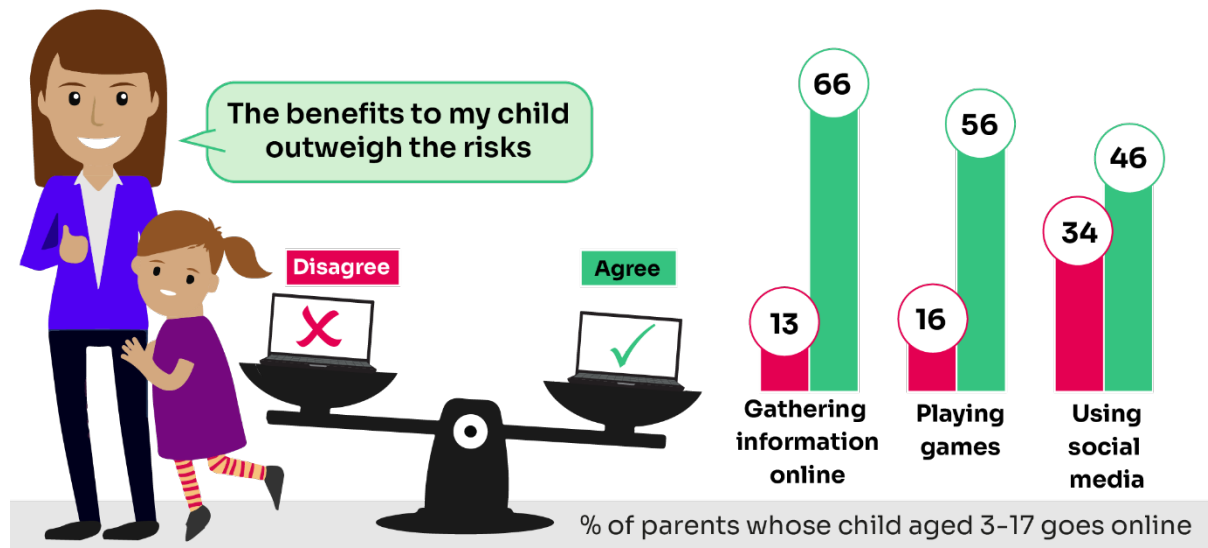 The benefits to my child
outweigh the risks
Disagree
Agree
13
66
16
56
34
46
Gathering
information
online
Playing
games
Using
social
media
% of parents whose child aged 3-17 goes online